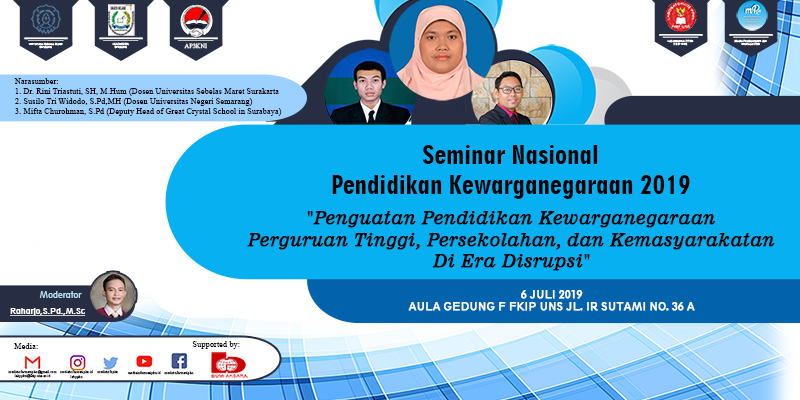 AP3KNI
Narasumber:
1. Dr. Rini Triastuti, SH, M.Hum (Dosen Universitas Sebelas Maret Surakarta
2. Susilo Tri Widodo, S.Pd,MH (Dosen Universitas Negeri Semarang)
3. Mifta Churohman, S.Pd (Deputy Head of Great Crystal School in Surabaya)
Seminar Nasional
Pendidikan Kewarganegaraan 2019
"Penguatan Pendidikan Kewarganegaraan
Perguruan Tinggi, Persekolahan, dan Kemasyarakatan
Di Era Disrupsi"
6 JULI 2019
AULA GEDUNG F FKIP UNS JL. IR SUTAMI NO. 36 A
Moderator
Raharjo,S.Pd.,M.Sc
Media:
Supported by:
BUMI AKSARA